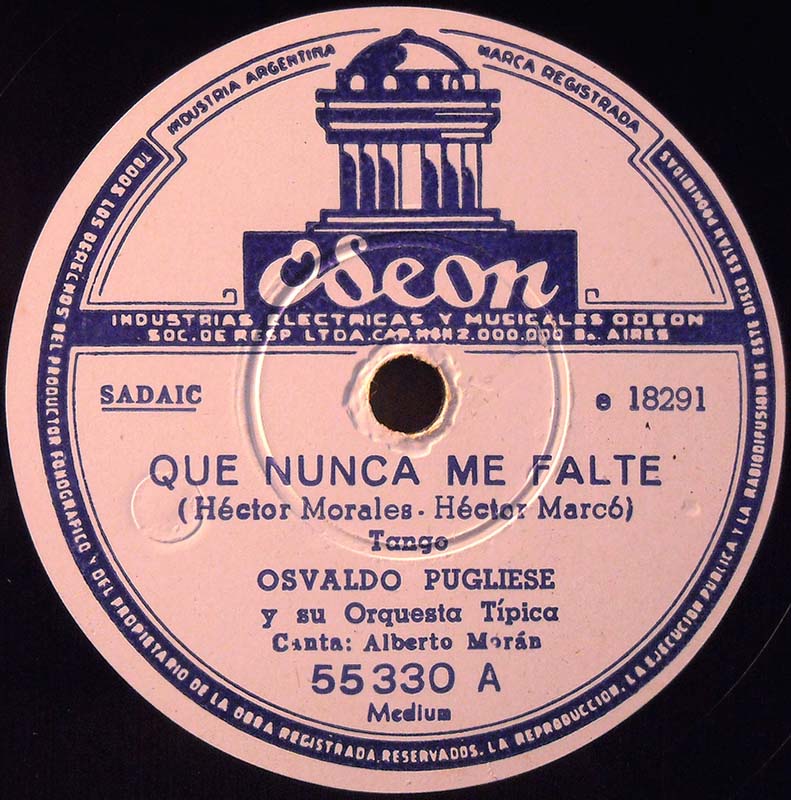 INDUSTRIA ARGENTINA
MARCA REGISTRADA
Odeon
INDUSTRIAS ELECTRICAS Y MUSICALES ODEON
SOC. DE RESP. LTDA. CAP. M$N 2.000.000 Bs. AIRES
SADAIC
e 18291
QUE NUNCA ME FALTE
(Héctor Morales - Héctor Marcó)
Tango
OSVALDO PUGLIESE
y su Orquesta Típica
Canta: Alberto Morán
55330 A
Medium
TODOS LOS DERECHOS DEL PRODUCTOR FONOGRAFICO Y DEL PROPIETARIO DE LA OBRA REGISTRADA, RESERVADOS. LA REPRODUCCION, LA EJECUCION PUBLICA Y LA RADIODIFUSION DE ESTE DISCO ESTAN PROHIBIDAS